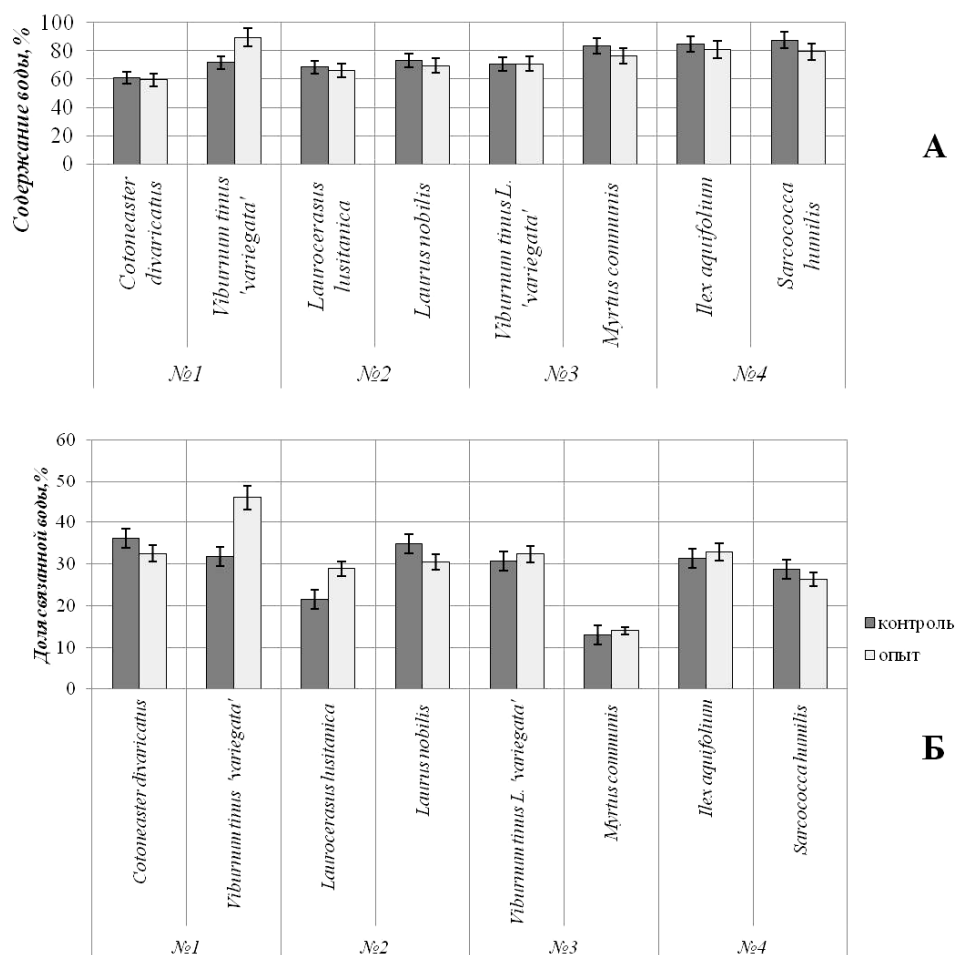 Содержание воды,%
100
80
60
40
20
0
Cotoneaster
divaricatus
Viburnum tinus
'variegata'
Laurocerasus
lusitanica
Laurus nobilis
Viburnum tinus L.
'variegata'
Myrtus communis
Ilex aquifolium
Sarcococca
humilis
№1
№2
№3
№4
А
Доля связанной воды,%
60
50
40
30
20
10
0
Cotoneaster divaricatus
Viburnum tinus 'variegata'
Laurocerasus lusitanica
Laurus nobilis
Viburnum tinus L. 'variegata'
Myrtus communis
Ilex aquifolium
Sarcococca humilis
№1
№2
№3
№4
контроль
опыт
Б